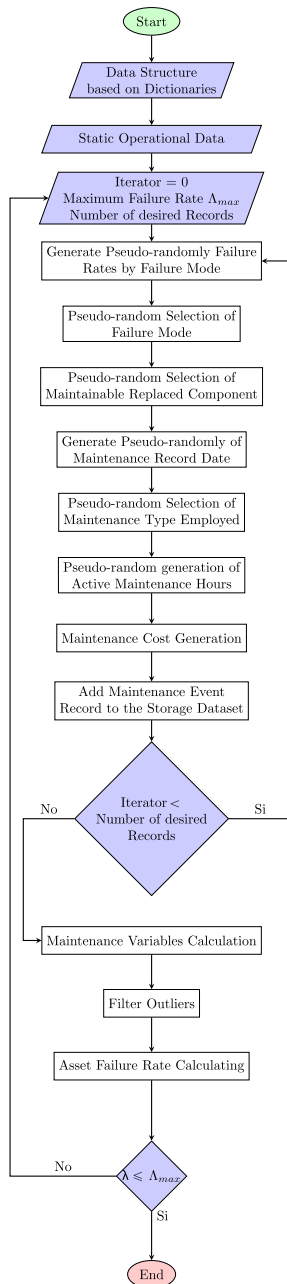 Start
Data Structure
based on Dictionaries
Static Operational Data
Iterator = 0
Maximum Failure Rate Λmax
Number of desired Records
Generate Pseudo-randomly Failure
Rates by Failure Mode
Pseudo-random Selection of
Failure Mode
Pseudo-random Selection of
Maintainable Replaced Component
Generate Pseudo-randomly of
Maintenance Record Date
Pseudo-random Selection of
Maintenance Type Employed
Pseudo-random generation of
Active Maintenance Hours
Maintenance Cost Generation
Add Maintenance Event
Record to the Storage Dataset
Iterator <
Number of desired
Records
No
Si
Maintenance Variables Calculation
Filter Outliers
Asset Failure Rate Calculating
λ ⩽ Λmax
No
Si
End